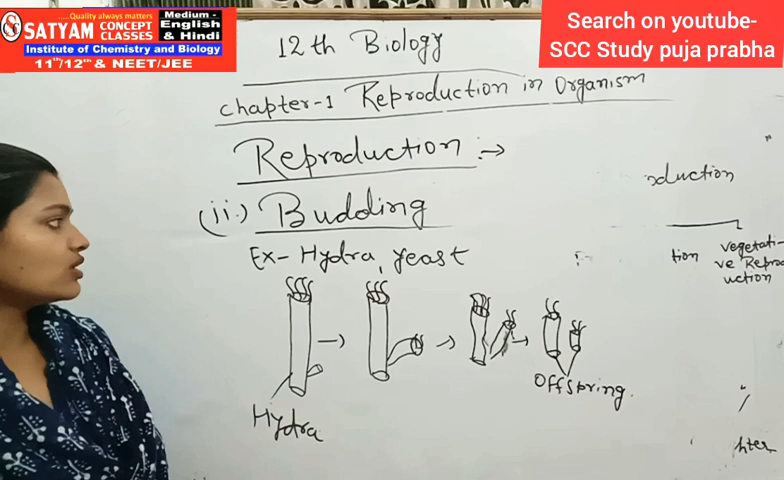 ....Quality always matters
SATYAM CONCEPT CLASSES
Medium - English & Hindi
Institute of Chemistry and Biology
11th/12th & NEET/JEE
Search on youtube-
SCC Study puja prabha
12th Biology
Chapter-1 Reproduction in Organism
Reproduction :→
(ii.) Budding
Ex- Hydra, yeast
Hydra
Offspring.
oduction
tion
vegetati-
ve Repro
uction
hter